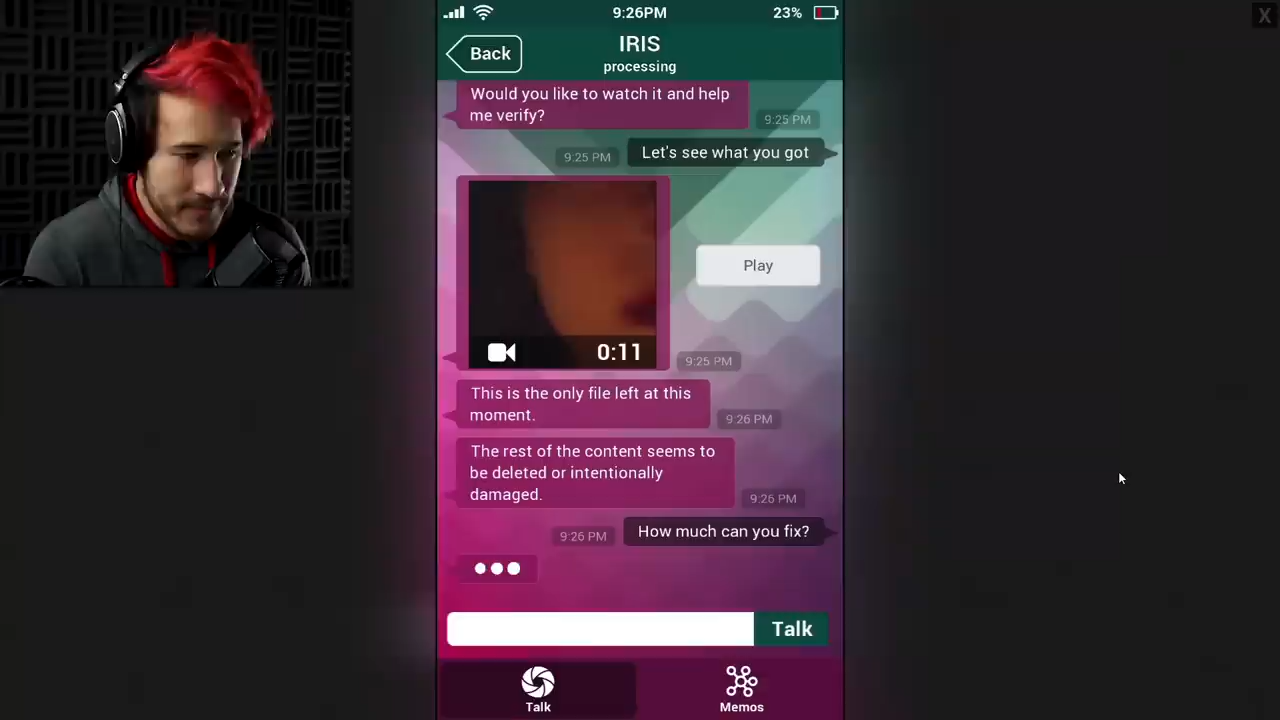 9:26PM
23%
X
Back
IRIS
processing
Would you like to watch it and help
me verify?
9:25 PM
Let's see what you got
9:25 PM
Play
0:11
9:25 PM
This is the only file left at this
moment.
9:26 PM
The rest of the content seems to
be deleted or intentionally
damaged.
9:26 PM
How much can you fix?
9:26 PM
Talk
Talk
Memos